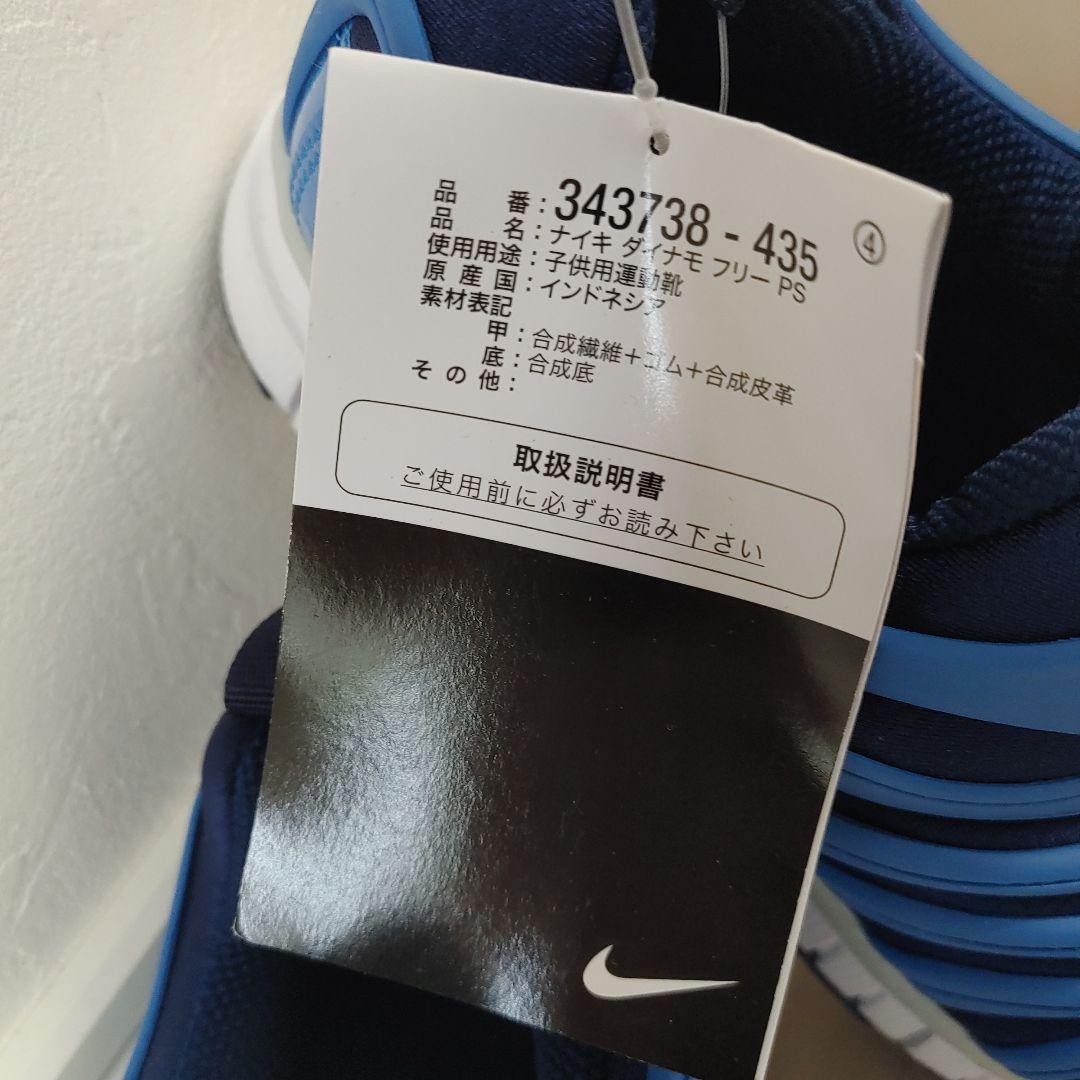 品番:343738-435 ④
品名:ナイキ ダイナモ フリー PS
使用用途:子供用運動靴
原産国:インドネシア
素材表記
甲:合成繊維+ゴム+合成皮革
底:合成底
その他:
取扱説明書
ご使用前に必ずお読み下さい